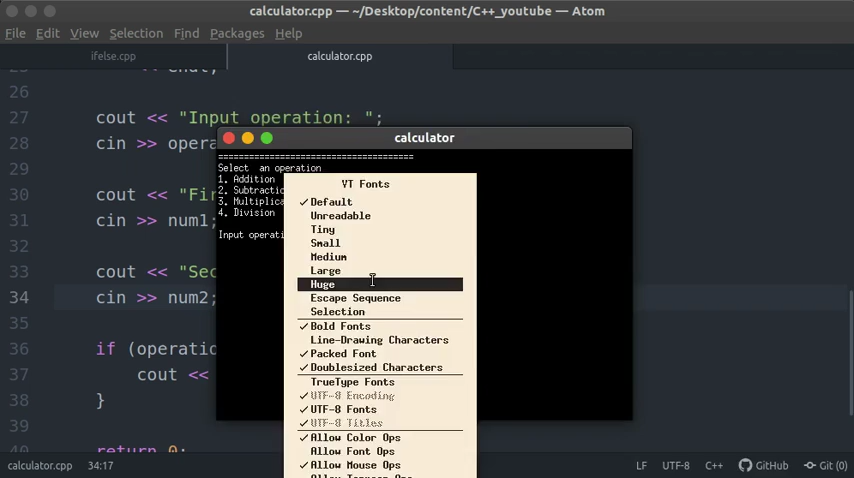 calculator.cpp — ~/Desktop/content/C++_youtube — Atom
File Edit View Selection Find Packages Help
ifelse.cpp calculator.cpp
26
27 cout << "Input operation: ";
28 cin >> opera
29
30 cout << "Fir
31 cin >> num1;
32
33 cout << "Sec
34 cin >> num2;
35
36 if (operatio
37 cout <<
38 }
39
return 0;
calculator
========================================
Select an operation
1. Addition
2. Subtractio
3. Multiplica
4. Division
Input operati
VT Fonts
✓Default
Unreadable
Tiny
Small
Medium
Large
Huge
Escape Sequence
Selection
✓Bold Fonts
Line-Drawing Characters
✓Packed Font
✓Doublesized Characters
TrueType Fonts
✓UTF-8 Encoding
✓UTF-8 Fonts
✓UTF-8 Titles
✓Allow Color Ops
Allow Font Ops
✓Allow Mouse Ops
calculator.cpp 34:17 LF UTF-8 C++ GitHub Git (0)